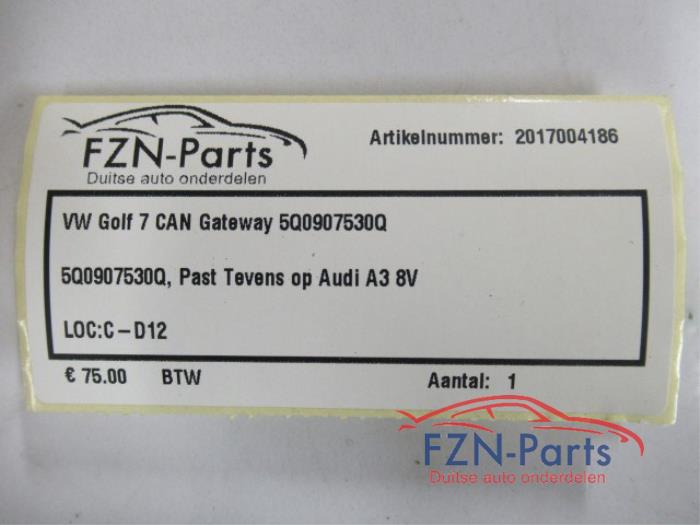 FZN-Parts
Duitse auto onderdelen
Artikelnummer: 2017004186
VW Golf 7 CAN Gateway 5Q0907530Q
5Q0907530Q, Past Tevens op Audi A3 8V
LOC:C-D12
€ 75.00 BTW Aantal: 1
FZN-Parts
Duitse auto onderdelen